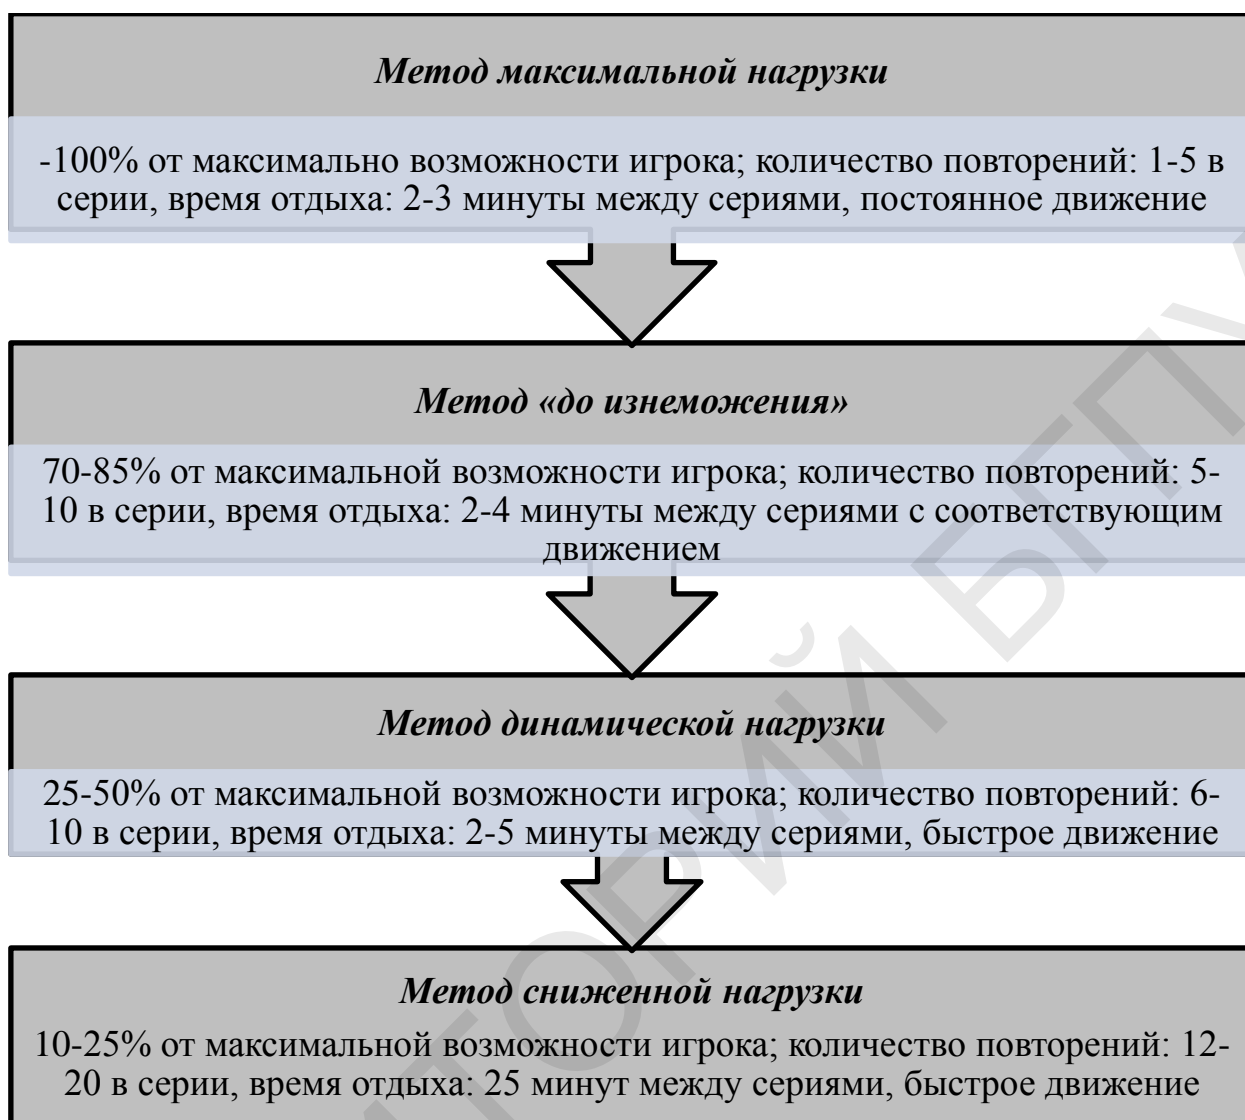 Метод максимальной нагрузки
-100% от максимально возможности игрока; количество повторений: 1-5 в
серии, время отдыха: 2-3 минуты между сериями, постоянное движение
Метод «до изнеможения»
70-85% от максимальной возможности игрока; количество повторений: 5-
10 в серии, время отдыха: 2-4 минуты между сериями с соответствующим
движением
Метод динамической нагрузки
25-50% от максимальной возможности игрока; количество повторений: 6-
10 в серии, время отдыха: 2-5 минуты между сериями, быстрое движение
Метод сниженной нагрузки
10-25% от максимальной возможности игрока; количество повторений: 12-
20 в серии, время отдыха: 25 минут между сериями, быстрое движение